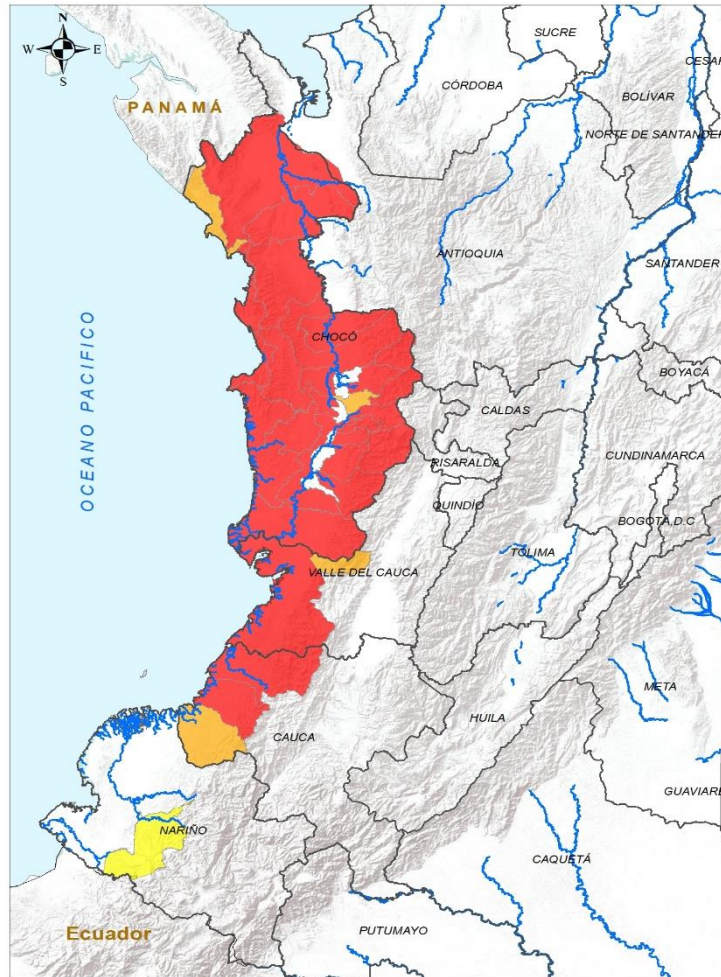 N
W E
S
SUCRE
CESAR
CÓRDOBA
BOLÍVAR
PANAMÁ
NORTE DE SANTANDER
ANTIOQUIA
SANTANDER
OCEANO PACIFICO
CHOCÓ
BOYACÁ
CALDAS
CUNDINAMARCA
RISARALDA
QUINDÍO
BOGOTÁ, D.C
TOLIMA
VALLE DEL CAUCA
META
HUILA
CAUCA
GUAVIARE
NARIÑO
CAQUETÁ
Ecuador
PUTUMAYO